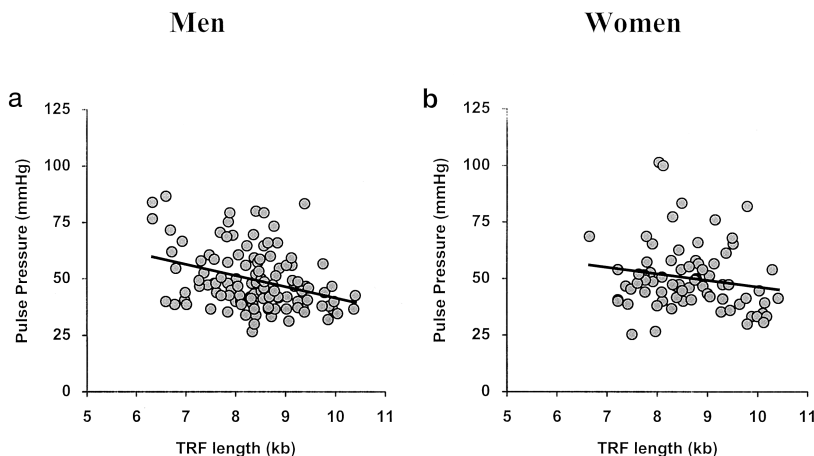 Men
Women
a
b
Pulse Pressure (mmHg)
125
100
75
50
25
0
5 6 7 8 9 10 11
TRF length (kb)
Pulse Pressure (mmHg)
125
100
75
50
25
0
5 6 7 8 9 10 11
TRF length (kb)